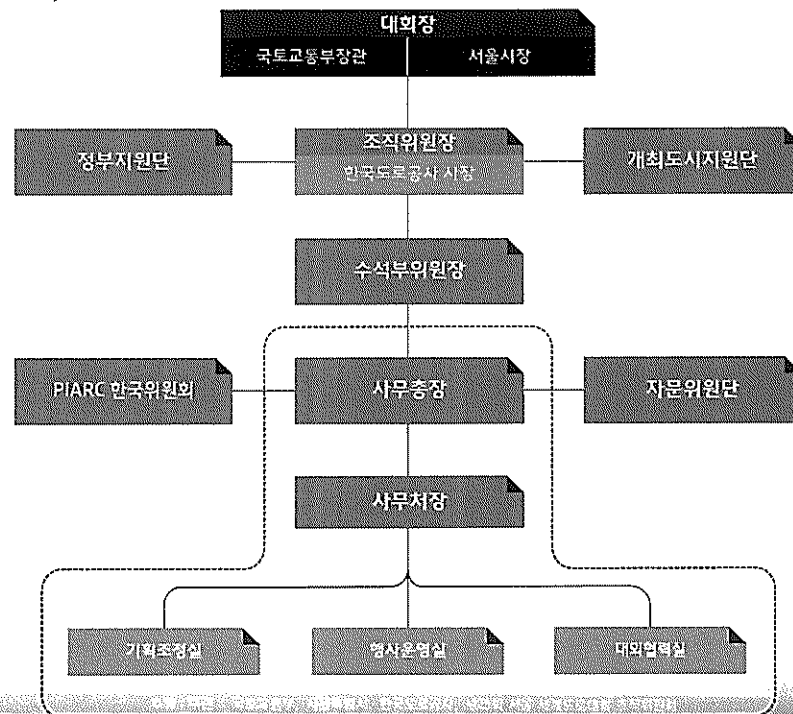 대회장
국토교통부장관 서울시장
정부지원단 조직위원장 개최도시지원단
한국도로공사 사장
수석부위원장
PIARC 한국위원회 사무총장 자문위원단
사무처장
기획조정실 행사운영실 대외협력실